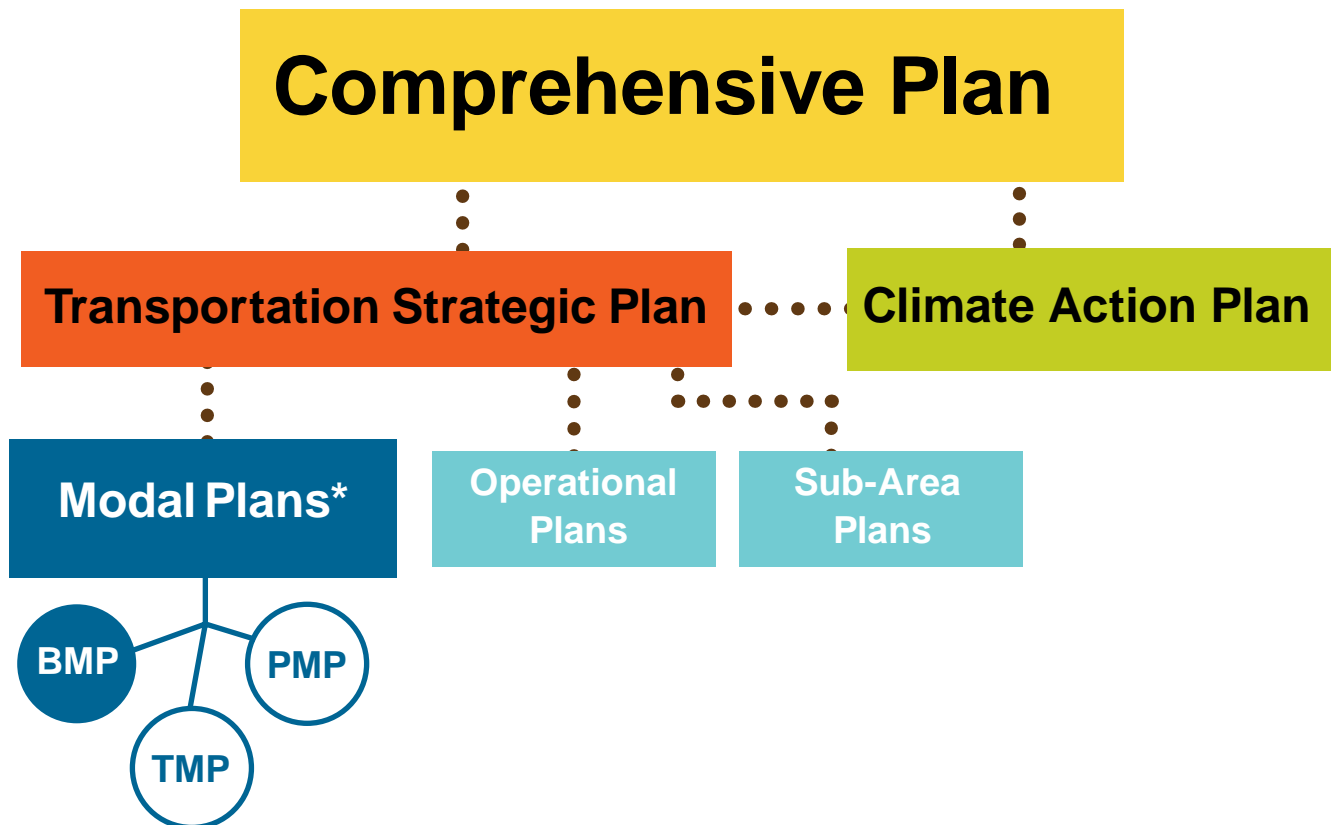 Comprehensive Plan
Transportation Strategic Plan
Climate Action Plan
Modal Plans*
Operational
Plans
Sub-Area
Plans
BMP
PMP
TMP